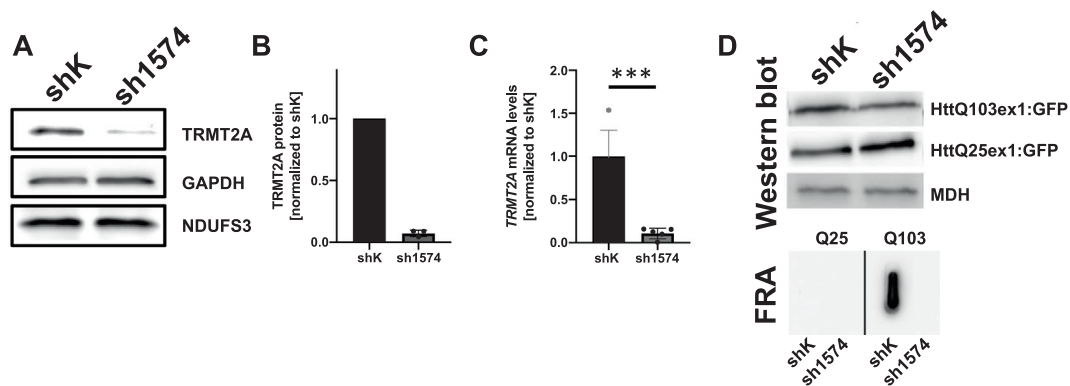 A
shK
sh1574
TRMT2A
GAPDH
NDUFS3
B
TRMT2A protein
[normalized to shK]
1.0
0.5
0.0
shK
sh1574
C
TRMT2A mRNA levels
[normalized to shK]
2.0
1.5
1.0
0.5
0.0
***
shK
sh1574
D
Western blot
shK
sh1574
HttQ103ex1:GFP
HttQ25ex1:GFP
MDH
FRA
Q25
Q103
shK
sh1574
shK
sh1574